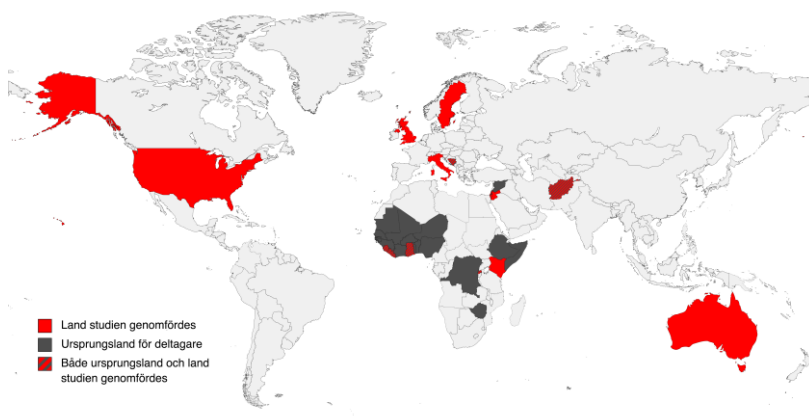 Land studien genomfördes
Ursprungsland för deltagare
Både ursprungsland och land
studien genomfördes